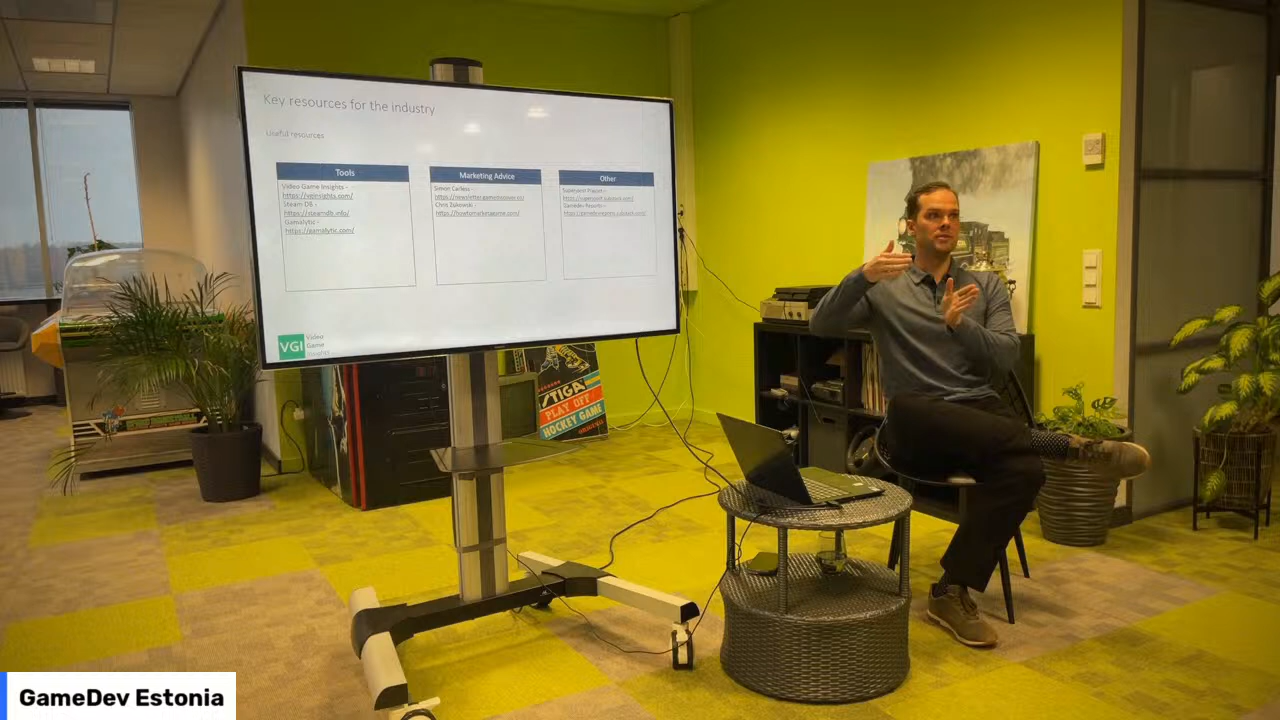 Key resources for the industry
Useful resources
Tools
Video Game Insights -
https://vginsights.com/
Steam DB -
https://steamdb.info/
Gamalytic -
https://gamalytic.com/
Marketing Advice
Simon Carless -
Chris Zukowski -
https://howtomarketagame.com/
Other
VGI Video
Game
Insights
STIGA
PLAY OFF
HOCKEY GAME
GameDev Estonia